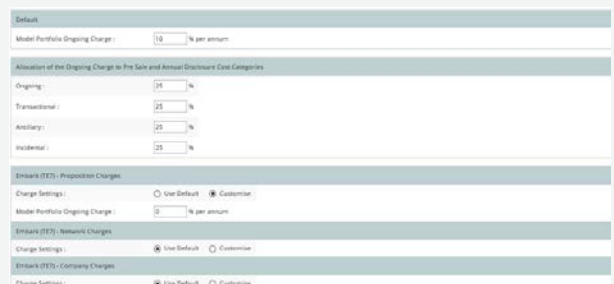 Default
Model Portfolio Ongoing Charge : 10 % per annum
Allocation of the Ongoing Charge to Pre Sale and Annual Disclosure Cost Categories
Ongoing : 25 %
Transactional : 25 %
Ancillary : 25 %
Incidental : 25 %
Embark (TE7) - Proposition Charges
Charge Settings : Use Default Customise
Model Portfolio Ongoing Charge : 0 % per annum
Embark (TE7) - Network Charges
Charge Settings : Use Default Customise
Embark (TE7) - Company Charges
Charge Settings : Use Default Customise